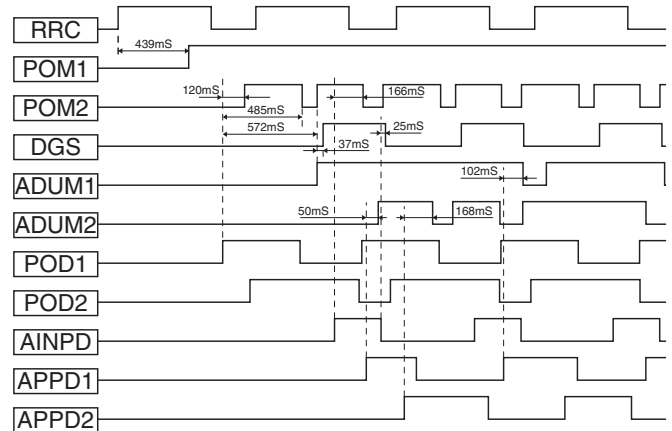 RRC
439mS
POM1
120mS
166mS
POM2
485mS
572mS
25mS
DGS
37mS
ADUM1
102mS
50mS
168mS
ADUM2
POD1
POD2
AINPD
APPD1
APPD2